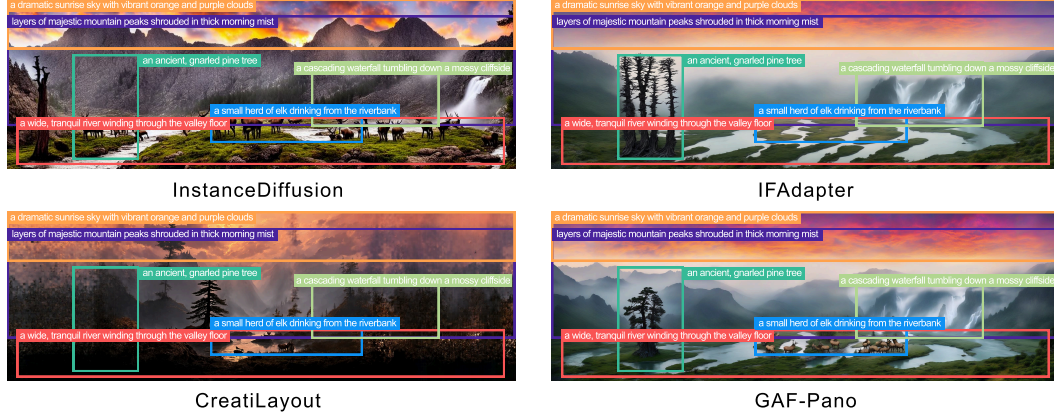 a dramatic sunrise sky with vibrant orange and purple clouds
layers of majestic mountain peaks shrouded in thick morning mist
an ancient, gnarled pine tree
a cascading waterfall tumbling down a mossy cliffside
a small herd of elk drinking from the riverbank
a wide, tranquil river winding through the valley floor
InstanceDiffusion
a dramatic sunrise sky with vibrant orange and purple clouds
layers of majestic mountain peaks shrouded in thick morning mist
an ancient, gnarled pine tree
a cascading waterfall tumbling down a mossy cliffside
a small herd of elk drinking from the riverbank
a wide, tranquil river winding through the valley floor
IFAdapter
a dramatic sunrise sky with vibrant orange and purple clouds
layers of majestic mountain peaks shrouded in thick morning mist
an ancient, gnarled pine tree
a cascading waterfall tumbling down a mossy cliffside
a small herd of elk drinking from the riverbank
a wide, tranquil river winding through the valley floor
CreatiLayout
a dramatic sunrise sky with vibrant orange and purple clouds
layers of majestic mountain peaks shrouded in thick morning mist
an ancient, gnarled pine tree
a cascading waterfall tumbling down a mossy cliffside
a small herd of elk drinking from the riverbank
a wide, tranquil river winding through the valley floor
GAF-Pano